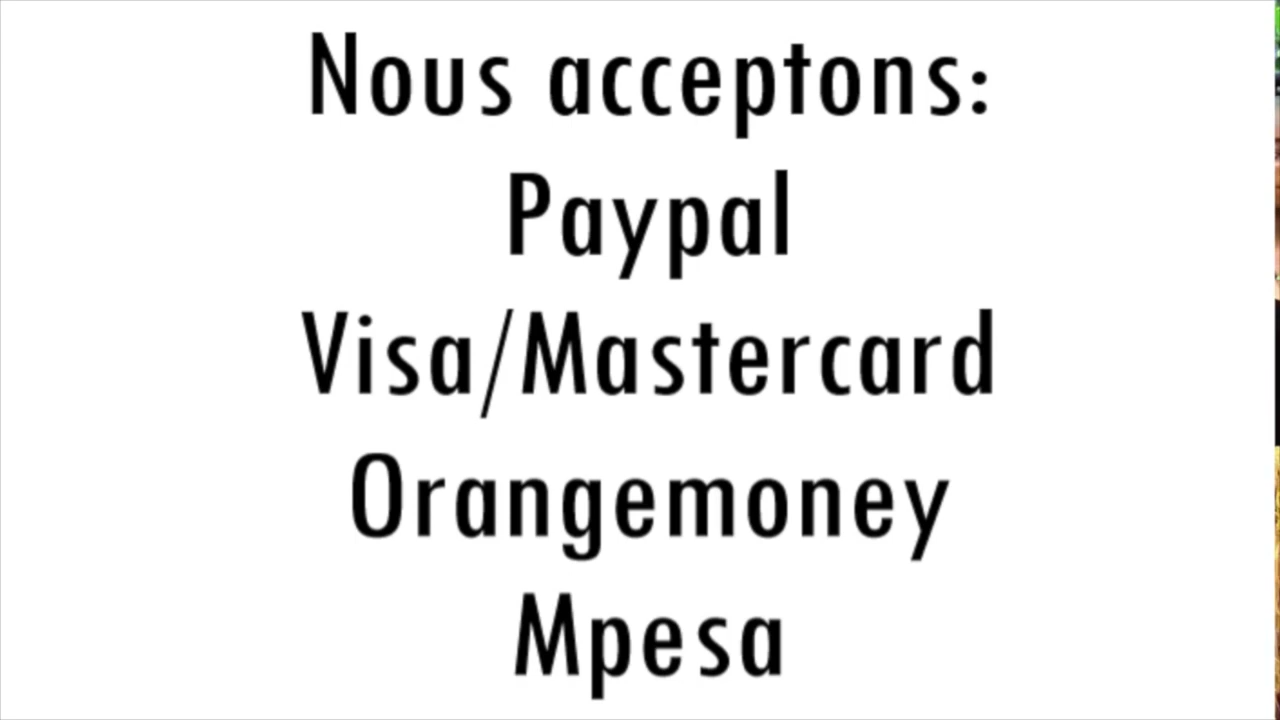 Nous acceptons:
Paypal
Visa/Mastercard
Orangemoney
Mpesa